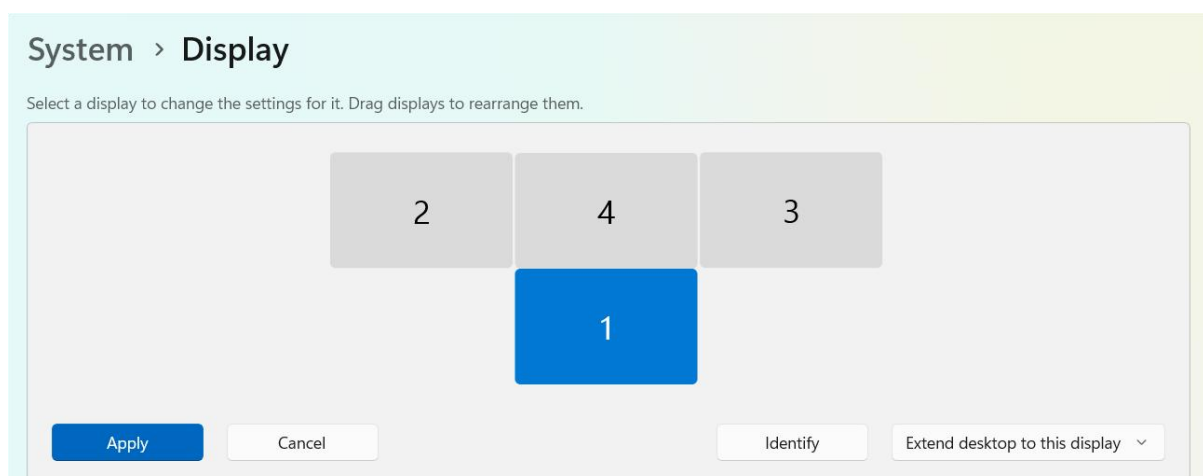 System > Display
Select a display to change the settings for it. Drag displays to rearrange them.
2 4 3
1
Apply Cancel Identify Extend desktop to this display